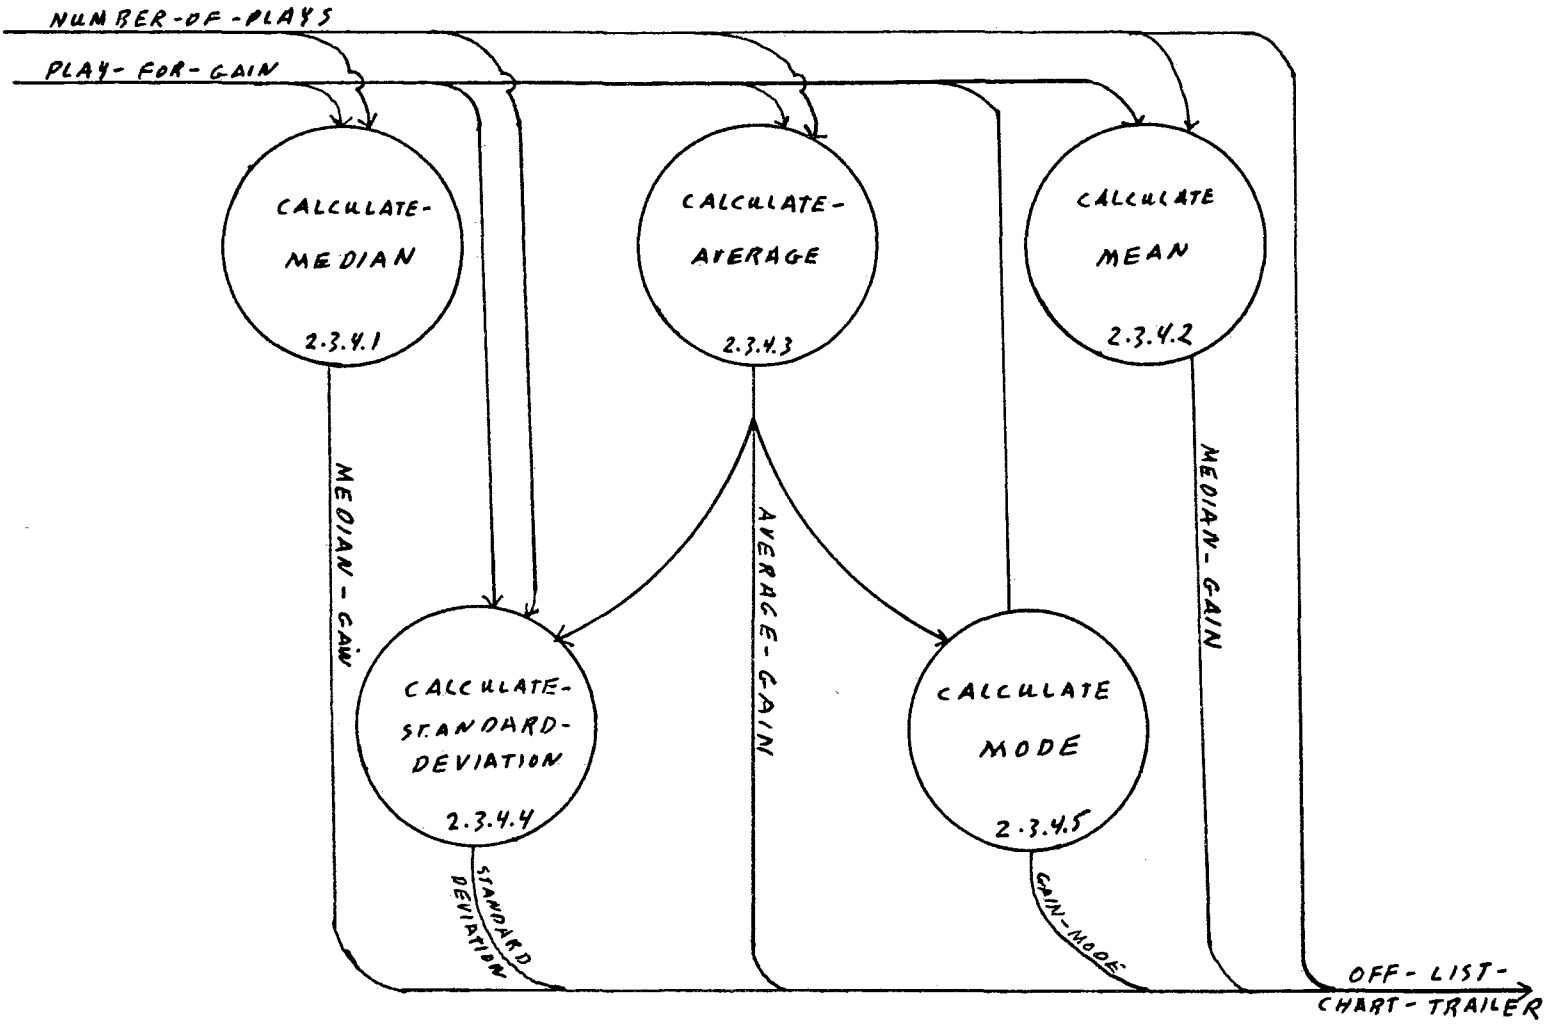 NUMBER-OF-PLAYS
PLAY-FOR-GAIN
CALCULATE-
MEDIAN
2.3.4.1
CALCULATE-
AVERAGE
2.3.4.3
CALCULATE
MEAN
2.3.4.2
MEDIAN-GAIN
AVERAGE-GAIN
MEDIAN-GAIN
CALCULATE-
STANDARD-
DEVIATION
2.3.4.4
CALCULATE
MODE
2.3.4.5
STANDARD
DEVIATION
GAIN-MODE
OFF-LIST-
CHART-TRAILER